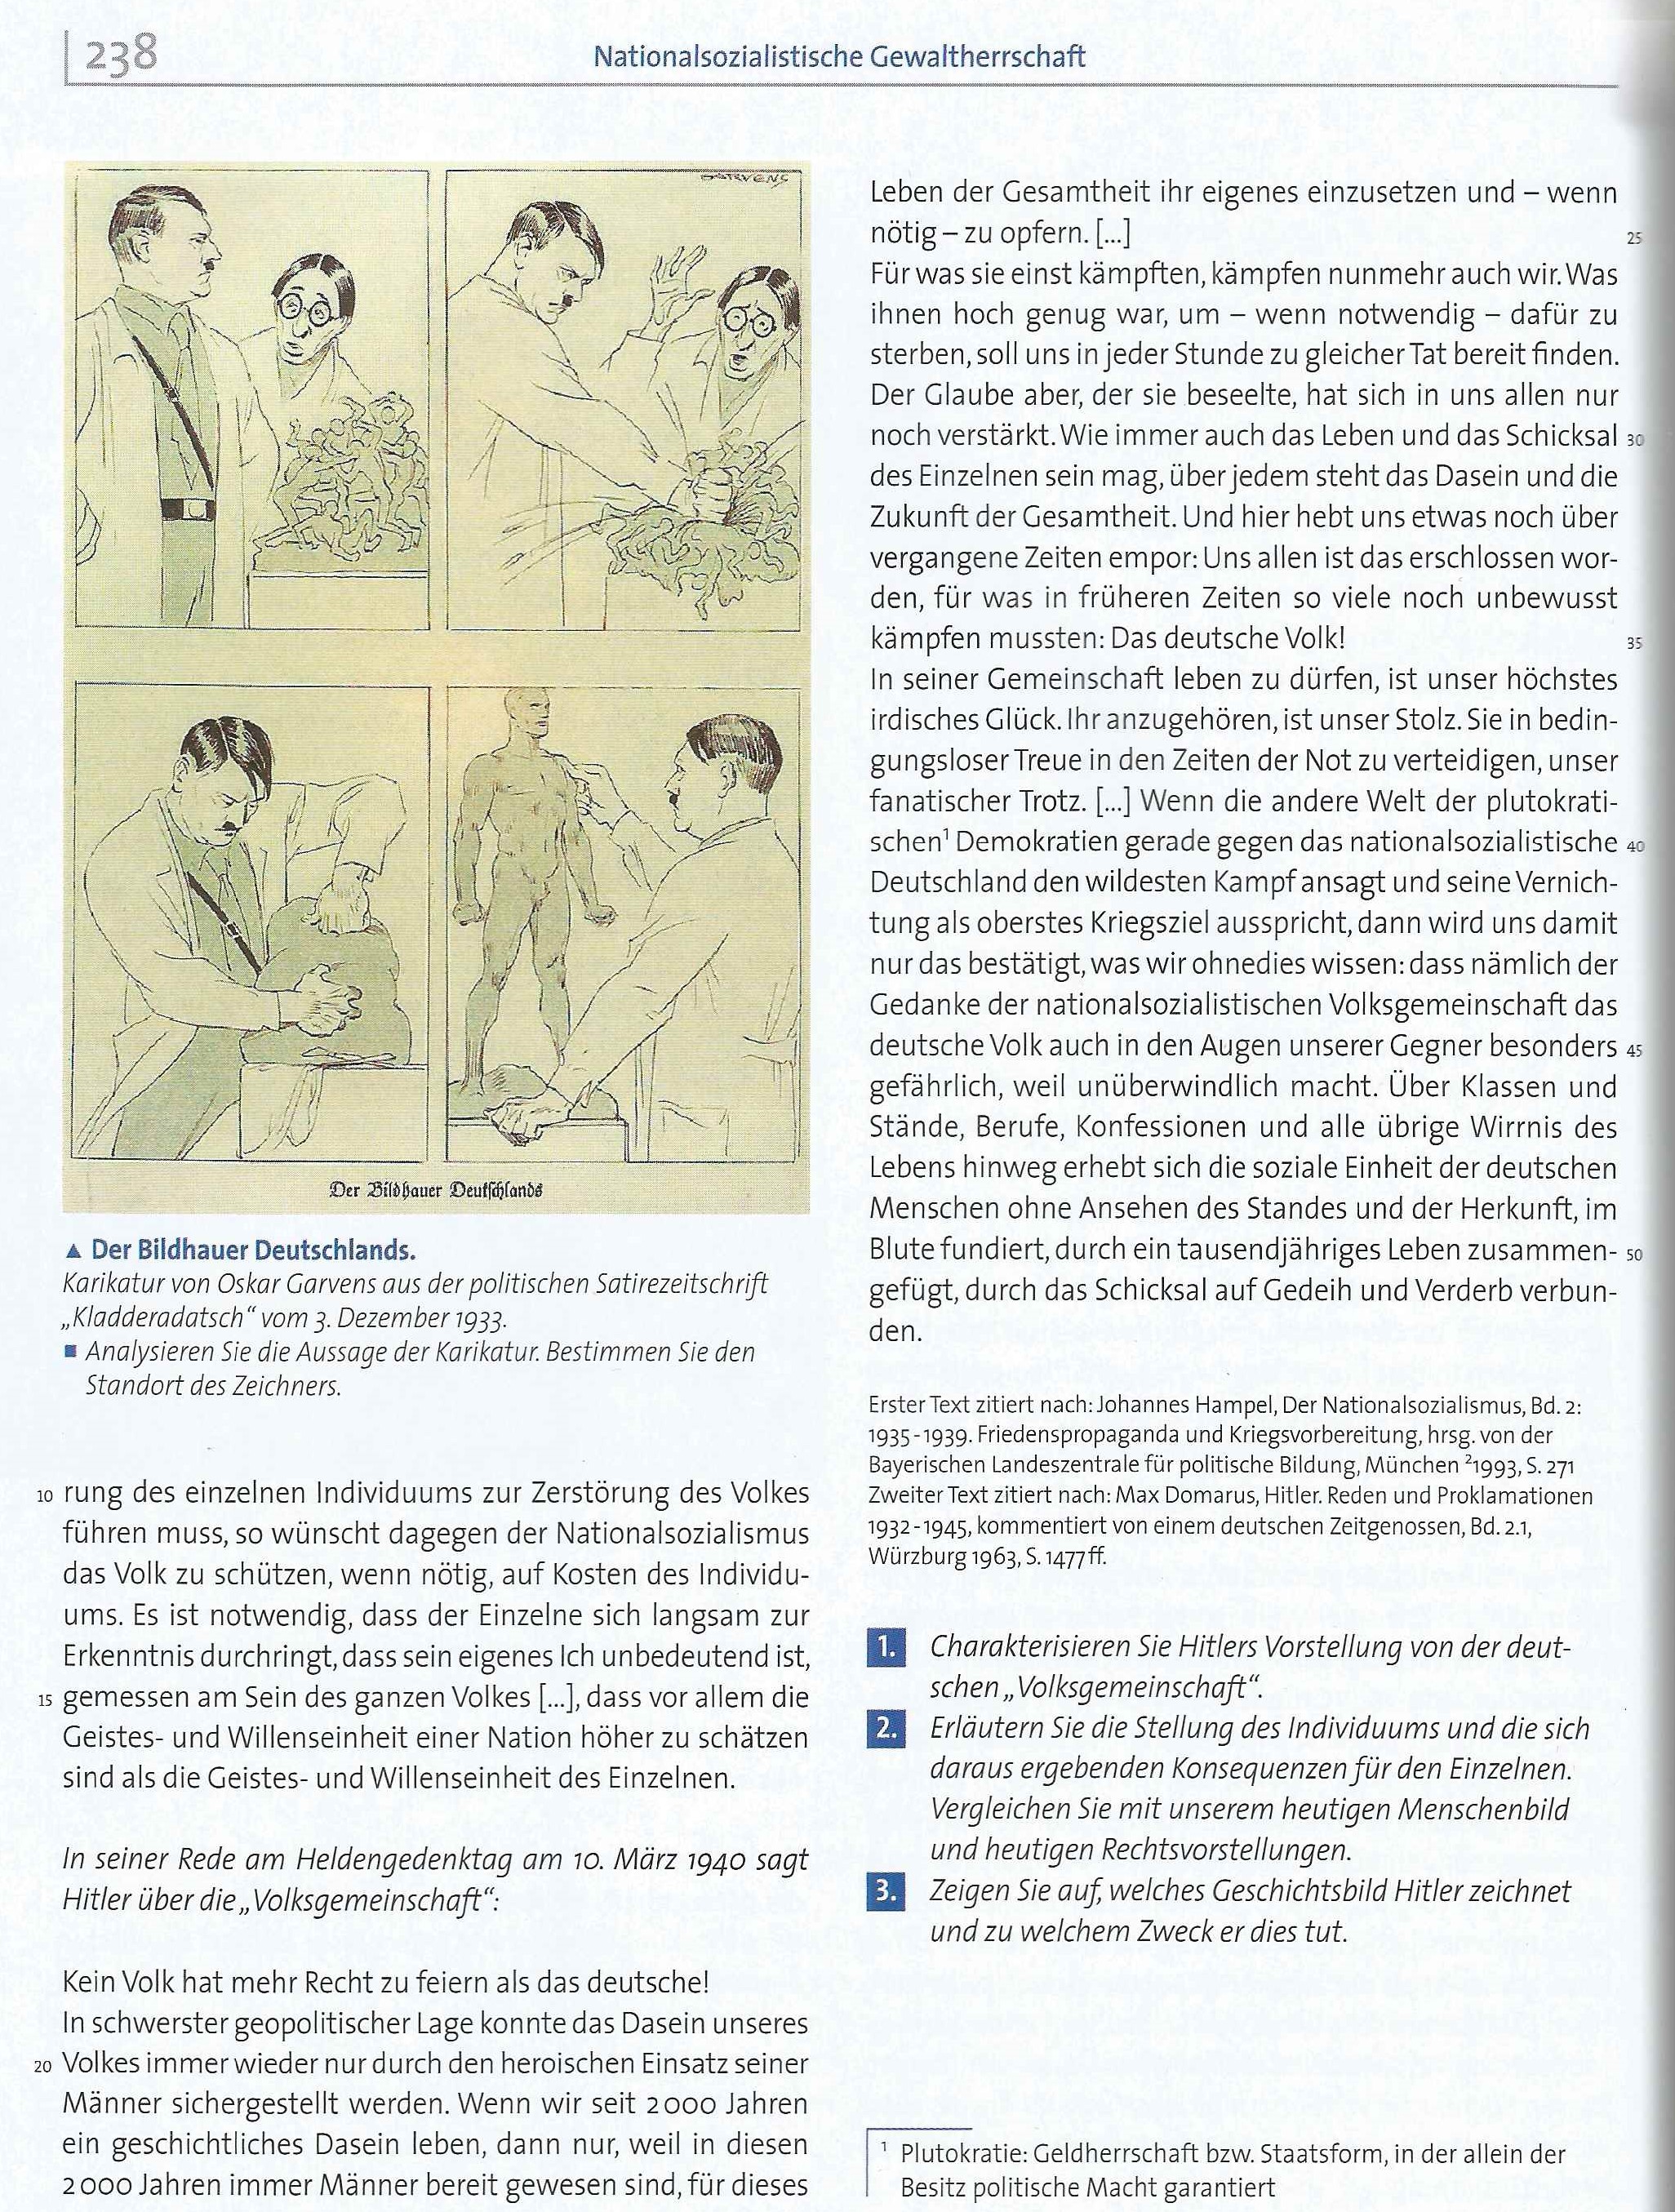 238
Nationalsozialistische Gewaltherrschaft
GARVENS
Der Bildhauer Deutschlands
▲ Der Bildhauer Deutschlands.
Karikatur von Oskar Garvens aus der politischen Satirezeitschrift
„Kladderadatsch“ vom 3. Dezember 1933.
■ Analysieren Sie die Aussage der Karikatur. Bestimmen Sie den
Standort des Zeichners.
10 rung des einzelnen Individuums zur Zerstörung des Volkes
führen muss, so wünscht dagegen der Nationalsozialismus
das Volk zu schützen, wenn nötig, auf Kosten des Individu-
ums. Es ist notwendig, dass der Einzelne sich langsam zur
Erkenntnis durchringt, dass sein eigenes Ich unbedeutend ist,
15 gemessen am Sein des ganzen Volkes [...], dass vor allem die
Geistes- und Willenseinheit einer Nation höher zu schätzen
sind als die Geistes- und Willenseinheit des Einzelnen.
In seiner Rede am Heldengedenktag am 10. März 1940 sagt
Hitler über die „Volksgemeinschaft“:
Kein Volk hat mehr Recht zu feiern als das deutsche!
In schwerster geopolitischer Lage konnte das Dasein unseres
20 Volkes immer wieder nur durch den heroischen Einsatz seiner
Männer sichergestellt werden. Wenn wir seit 2000 Jahren
ein geschichtliches Dasein leben, dann nur, weil in diesen
2000 Jahren immer Männer bereit gewesen sind, für dieses
Leben der Gesamtheit ihr eigenes einzusetzen und – wenn
nötig – zu opfern. [...] 25
Für was sie einst kämpften, kämpfen nunmehr auch wir. Was
ihnen hoch genug war, um – wenn notwendig – dafür zu
sterben, soll uns in jeder Stunde zu gleicher Tat bereit finden.
Der Glaube aber, der sie beseelte, hat sich in uns allen nur
noch verstärkt. Wie immer auch das Leben und das Schicksal 30
des Einzelnen sein mag, über jedem steht das Dasein und die
Zukunft der Gesamtheit. Und hier hebt uns etwas noch über
vergangene Zeiten empor: Uns allen ist das erschlossen wor-
den, für was in früheren Zeiten so viele noch unbewusst
kämpfen mussten: Das deutsche Volk! 35
In seiner Gemeinschaft leben zu dürfen, ist unser höchstes
irdisches Glück. Ihr anzugehören, ist unser Stolz. Sie in bedin-
gungsloser Treue in den Zeiten der Not zu verteidigen, unser
fanatischer Trotz. [...] Wenn die andere Welt der plutokrati-
schen¹ Demokratien gerade gegen das nationalsozialistische 40
Deutschland den wildesten Kampf ansagt und seine Vernich-
tung als oberstes Kriegsziel ausspricht, dann wird uns damit
nur das bestätigt, was wir ohnedies wissen: dass nämlich der
Gedanke der nationalsozialistischen Volksgemeinschaft das
deutsche Volk auch in den Augen unserer Gegner besonders 45
gefährlich, weil unüberwindlich macht. Über Klassen und
Stände, Berufe, Konfessionen und alle übrige Wirrnis des
Lebens hinweg erhebt sich die soziale Einheit der deutschen
Menschen ohne Ansehen des Standes und der Herkunft, im
Blute fundiert, durch ein tausendjähriges Leben zusammen- 50
gefügt, durch das Schicksal auf Gedeih und Verderb verbun-
den.
Erster Text zitiert nach: Johannes Hampel, Der Nationalsozialismus, Bd. 2:
1935-1939. Friedenspropaganda und Kriegsvorbereitung, hrsg. von der
Bayerischen Landeszentrale für politische Bildung, München ²1993, S. 271
Zweiter Text zitiert nach: Max Domarus, Hitler. Reden und Proklamationen
1932-1945, kommentiert von einem deutschen Zeitgenossen, Bd. 2.1,
Würzburg 1963, S. 1477 ff.
1. Charakterisieren Sie Hitlers Vorstellung von der deut-
schen „Volksgemeinschaft“.
2. Erläutern Sie die Stellung des Individuums und die sich
daraus ergebenden Konsequenzen für den Einzelnen.
Vergleichen Sie mit unserem heutigen Menschenbild
und heutigen Rechtsvorstellungen.
3. Zeigen Sie auf, welches Geschichtsbild Hitler zeichnet
und zu welchem Zweck er dies tut.
¹ Plutokratie: Geldherrschaft bzw. Staatsform, in der allein der
Besitz politische Macht garantiert